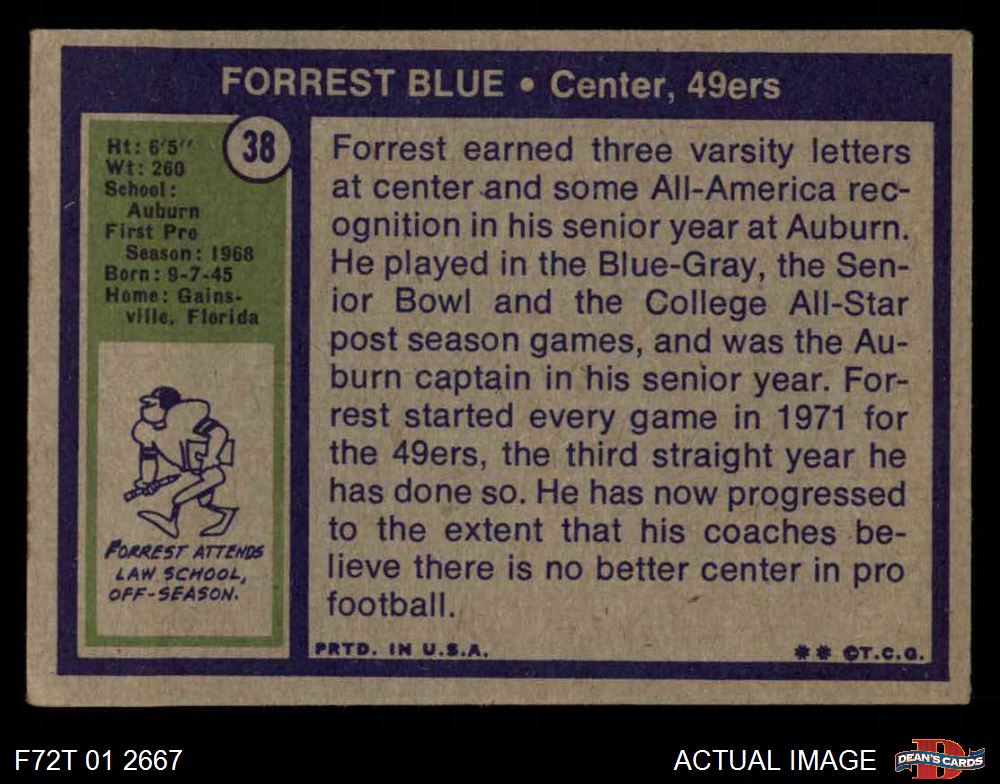 FORREST BLUE • Center, 49ers
38
Ht: 6'5"
Wt: 260
School:
Auburn
First Pro
Season: 1968
Born: 9-7-45
Home: Gains-
ville, Florida
FORREST ATTENDS
LAW SCHOOL,
OFF-SEASON.
Forrest earned three varsity letters
at center and some All-America rec-
ognition in his senior year at Auburn.
He played in the Blue-Gray, the Sen-
ior Bowl and the College All-Star
post season games, and was the Au-
burn captain in his senior year. For-
rest started every game in 1971 for
the 49ers, the third straight year he
has done so. He has now progressed
to the extent that his coaches be-
lieve there is no better center in pro
football.
PRTD. IN U.S.A.
** ©T.C.G.
F72T 01 2667
ACTUAL IMAGE
D
DEAN'S CARDS